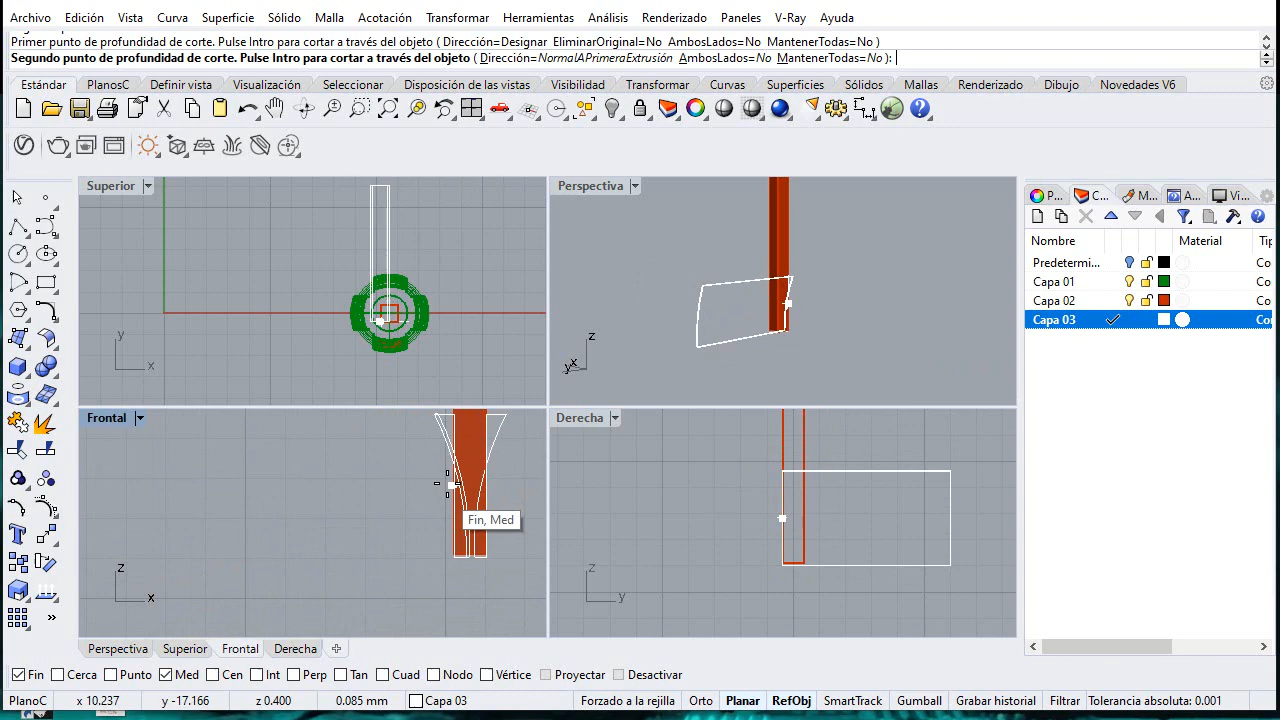 Archivo Edición Vista Curva Superficie Sólido Malla Acotación Transformar Herramientas Análisis Renderizado Paneles V-Ray Ayuda
Primer punto de profundidad de corte. Pulse Intro para cortar a través del objeto ( Dirección=Designar EliminarOriginal=No AmbosLados=No MantenerTodas=No )
Segundo punto de profundidad de corte. Pulse Intro para cortar a través del objeto ( Dirección=NormalAPrimeraExtrusión AmbosLados=No MantenerTodas=No ):
Estándar PlanosC Definir vista Visualización Seleccionar Disposición de las vistas Visibilidad Transformar Curvas Superficies Sólidos Mallas Renderizado Dibujo Novedades V6
Superior Perspectiva
P... C... M... A... Vi...
Nombre Material Tip
Predetermi... Co
Capa 01 Co
Capa 02 Co
Capa 03 Cor
y x
z y x
Frontal Derecha
Fin, Med
z x
z y
Perspectiva Superior Frontal Derecha
Fin Cerca Punto Med Cen Int Perp Tan Cuad Nodo Vértice Proyectar Desactivar
PlanoC x 10.237 y -17.166 z 0.400 0.085 mm Capa 03 Forzado a la rejilla Orto Planar RefObj SmartTrack Gumball Grabar historial Filtrar Tolerancia absoluta: 0.001